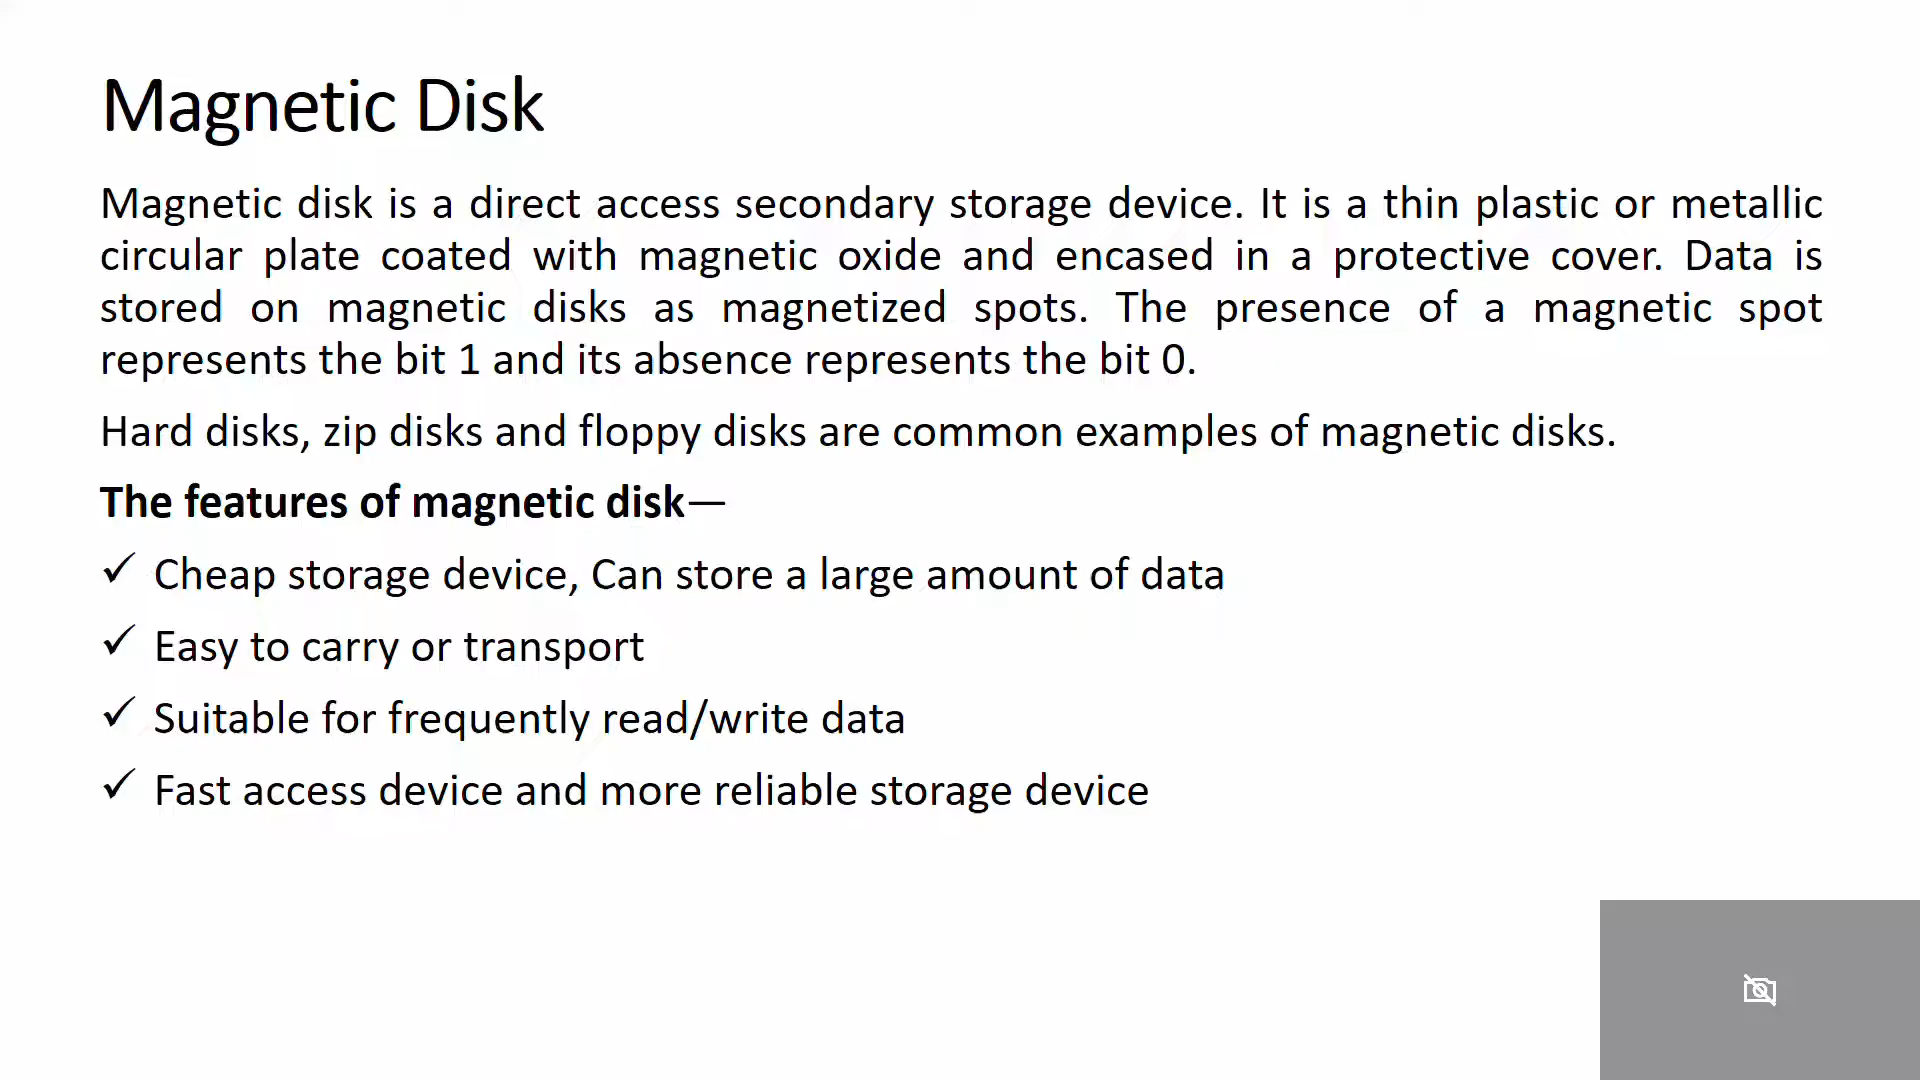 Magnetic Disk
Magnetic disk is a direct access secondary storage device. It is a thin plastic or metallic
circular plate coated with magnetic oxide and encased in a protective cover. Data is
stored on magnetic disks as magnetized spots. The presence of a magnetic spot
represents the bit 1 and its absence represents the bit 0.
Hard disks, zip disks and floppy disks are common examples of magnetic disks.
The features of magnetic disk—
✓ Cheap storage device, Can store a large amount of data
✓ Easy to carry or transport
✓ Suitable for frequently read/write data
✓ Fast access device and more reliable storage device